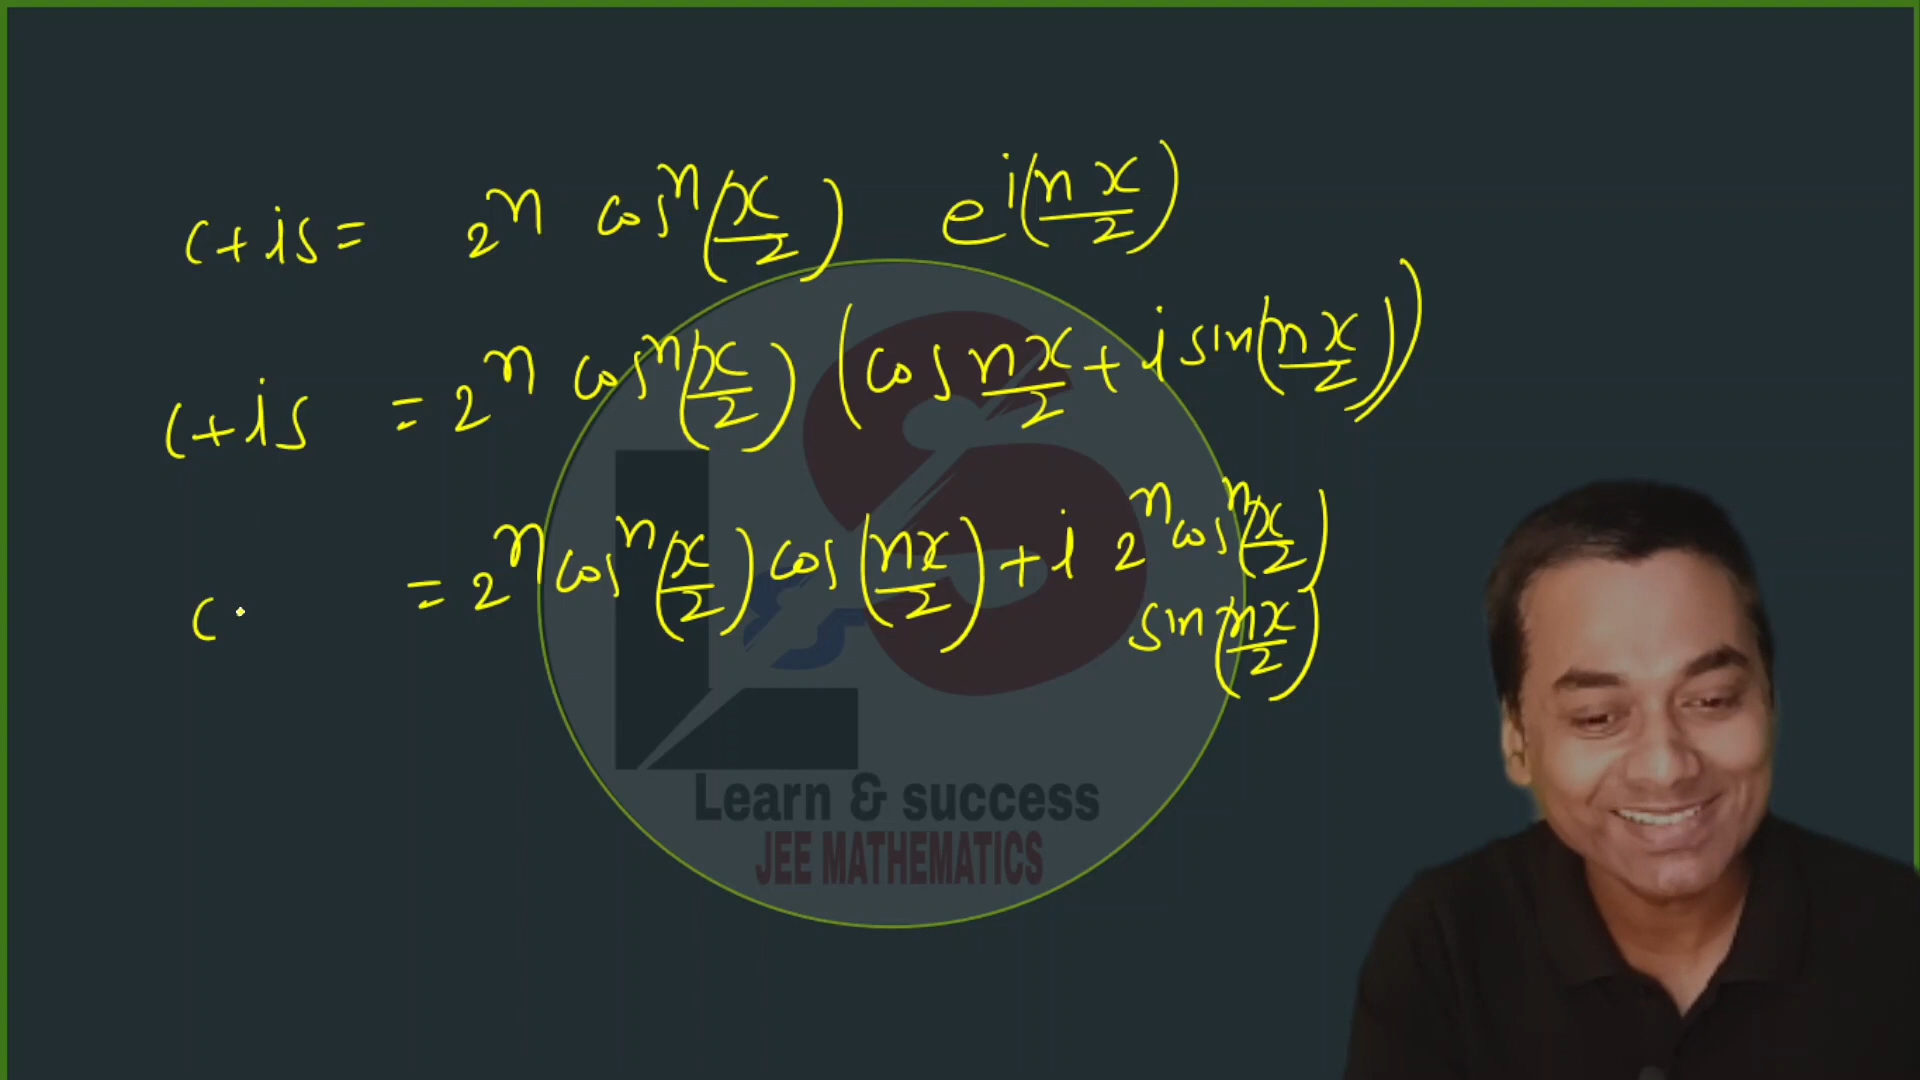 c+is = 2^n cos^n(x/2) e^i(nx/2)
c+is = 2^n cos^n(x/2) (cos nx/2 + i sin(nx/2))
= 2^n cos^n(x/2) cos(nx/2) + i 2^n cos^n(x/2)
c sin(nx/2)
Learn & success
JEE MATHEMATICS